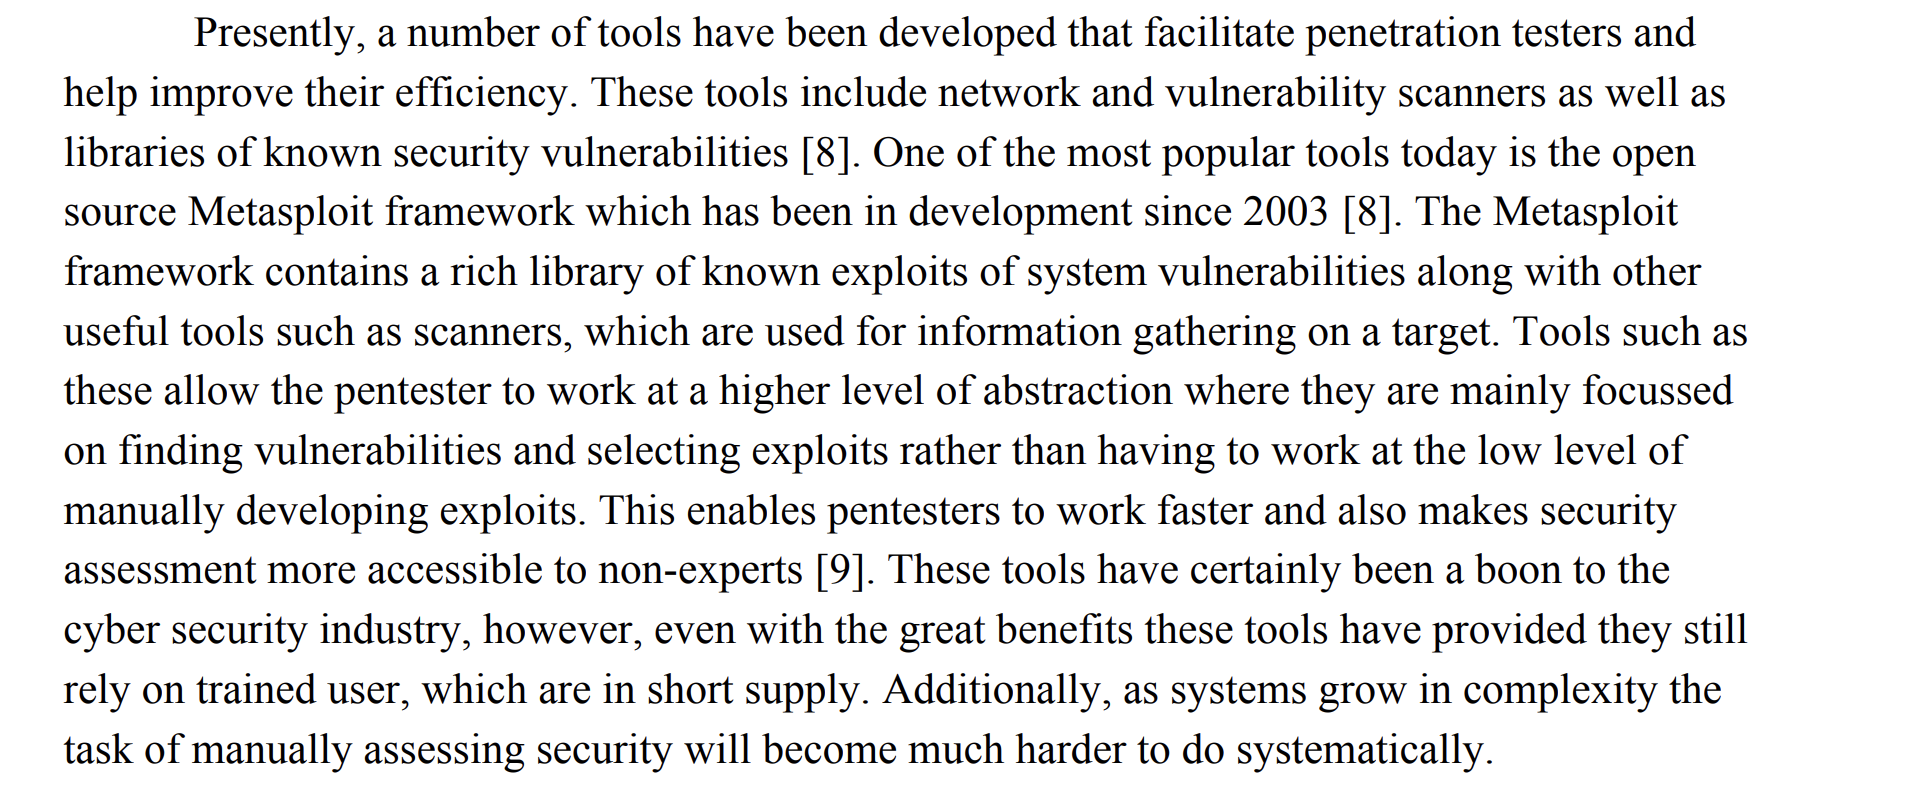 Presently, a number of tools have been developed that facilitate penetration testers and
help improve their efficiency. These tools include network and vulnerability scanners as well as
libraries of known security vulnerabilities [8]. One of the most popular tools today is the open
source Metasploit framework which has been in development since 2003 [8]. The Metasploit
framework contains a rich library of known exploits of system vulnerabilities along with other
useful tools such as scanners, which are used for information gathering on a target. Tools such as
these allow the pentester to work at a higher level of abstraction where they are mainly focussed
on finding vulnerabilities and selecting exploits rather than having to work at the low level of
manually developing exploits. This enables pentesters to work faster and also makes security
assessment more accessible to non-experts [9]. These tools have certainly been a boon to the
cyber security industry, however, even with the great benefits these tools have provided they still
rely on trained user, which are in short supply. Additionally, as systems grow in complexity the
task of manually assessing security will become much harder to do systematically.